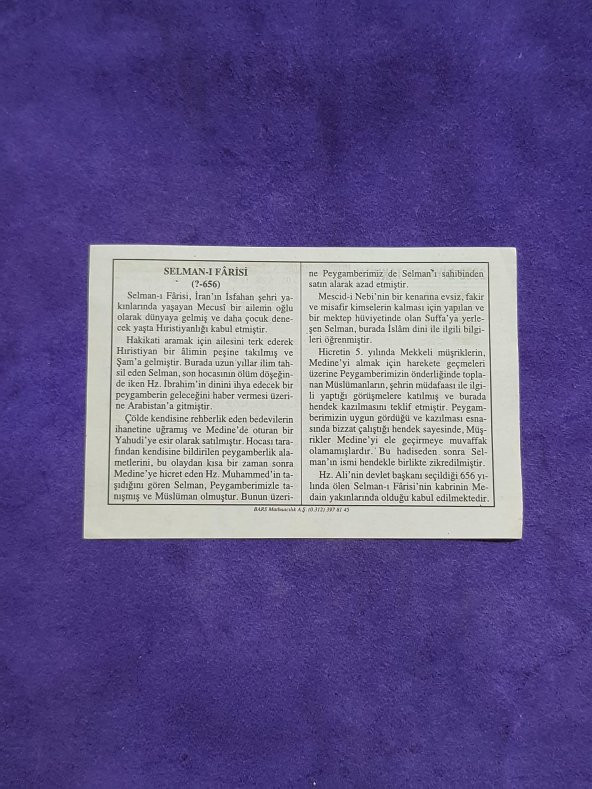 SELMAN-I FÂRİSİ
(?-656)
Selman-ı Fârisi, İran'ın İsfahan şehri ya-
kınlarında yaşayan Mecusî bir ailenin oğlu
olarak dünyaya gelmiş ve daha çocuk dene-
cek yaşta Hıristiyanlığı kabul etmiştir.
Hakikati aramak için ailesini terk ederek
Hıristiyan bir âlimin peşine takılmış ve
Şam'a gelmiştir. Burada uzun yıllar ilim tah-
sil eden Selman, son hocasının ölüm döşeğin-
de iken Hz. İbrahim'in dinini ihya edecek bir
peygamberin geleceğini haber vermesi üzeri-
ne Arabistan'a gitmiştir.
Çölde kendisine rehberlik eden bedevilerin
ihanetine uğramış ve Medine'de oturan bir
Yahudi'ye esir olarak satılmıştır. Hocası tara-
fından kendisine bildirilen peygamberlik ala-
metlerini, bu olaydan kısa bir zaman sonra
Medine'ye hicret eden Hz. Muhammed'in ta-
şıdığını gören Selman, Peygamberimizle ta-
nışmış ve Müslüman olmuştur. Bunun üzeri-
ne Peygamberimiz de Selman'ı sahibinden
satın alarak azad etmiştir.
Mescid-i Nebi'nin bir kenarına evsiz, fakir
ve misafir kimselerin kalması için yapılan ve
bir mektep hüviyetinde olan Suffa'ya yerle-
şen Selman, burada İslâm dini ile ilgili bilgi-
leri öğrenmiştir.
Hicretin 5. yılında Mekkeli müşriklerin,
Medine'yi almak için harekete geçmeleri
üzerine Peygamberimizin önderliğinde topla-
nan Müslümanların, şehrin müdafaası ile ilgi-
li yaptığı görüşmelere katılmış ve burada
hendek kazılmasını teklif etmiştir. Peygam-
berimizin uygun gördüğü ve kazılması esna-
sında bizzat çalıştığı hendek sayesinde, Müş-
rikler Medine'yi ele geçirmeye muvaffak
olamamışlardır. Bu hadiseden sonra Sel-
man'ın ismi hendekle birlikte zikredilmiştir.
Hz. Ali'nin devlet başkanı seçildiği 656 yı-
lında ölen Selman-ı Fârisi'nin kabrinin Me-
dain yakınlarında olduğu kabul edilmektedir.
BARS Matbaacılık A.Ş. (0.312) 397 81 45